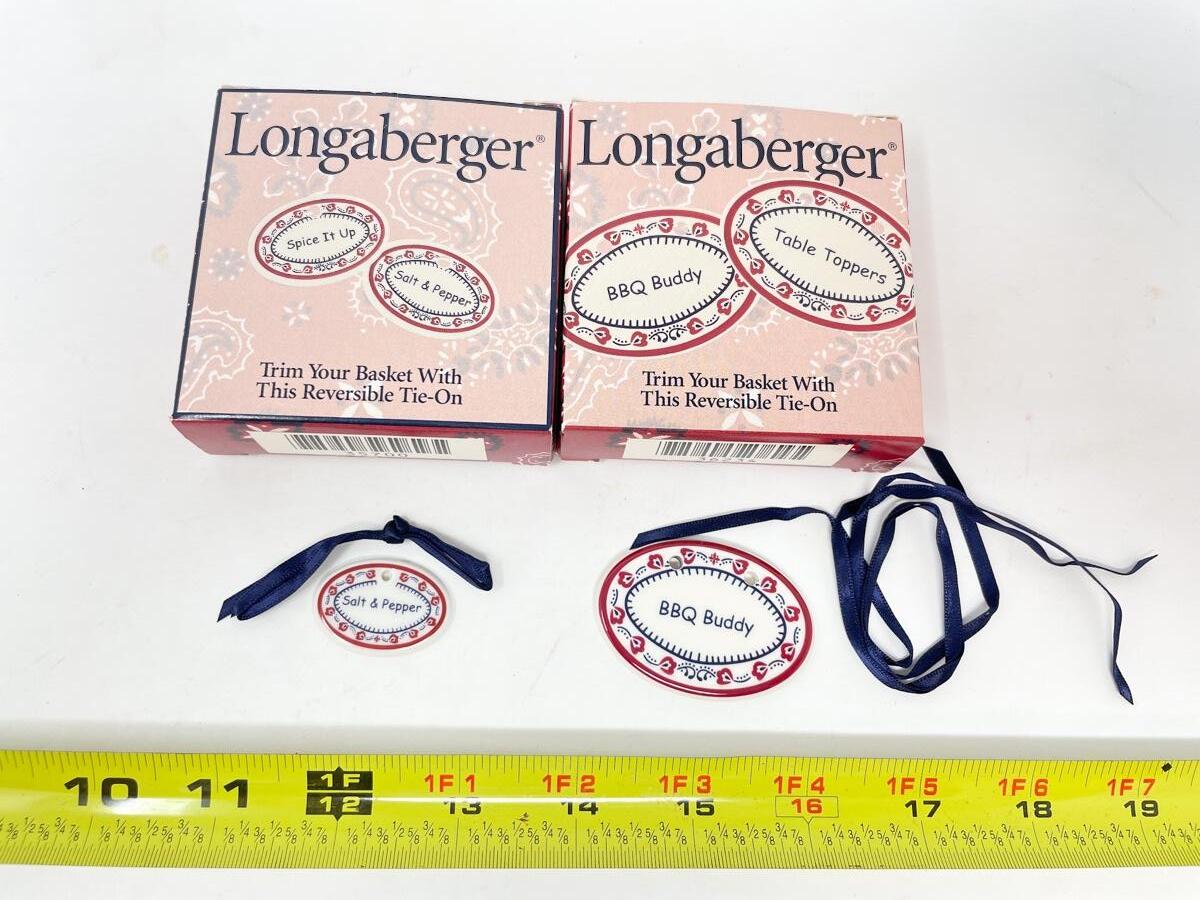 Longaberger®
Spice It Up
Salt & Pepper
Trim Your Basket With
This Reversible Tie-On
Longaberger®
BBQ Buddy
Table Toppers
Trim Your Basket With
This Reversible Tie-On
36234
Salt & Pepper
BBQ Buddy
10 11 1F 1F1 1F2 1F3 1F4 1F5 1F6 1F7
12 13 14 15 16 17 18 19